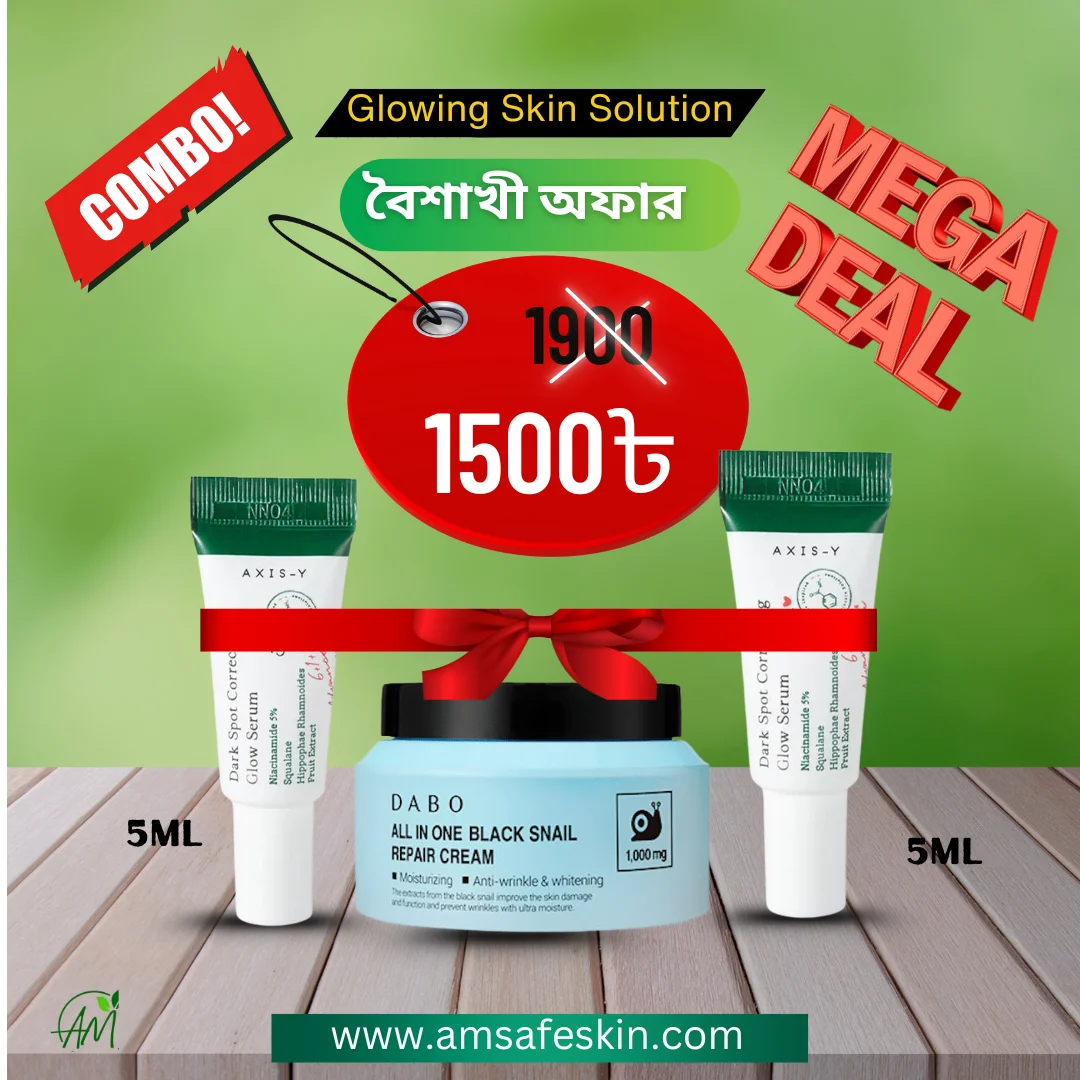 COMBO!
Glowing Skin Solution
বৈশাখী অফার
MEGA
DEAL
1900
1500৳
NNO4
AXIS-Y
Dark Spot Correc
Glow Serum
Niacinamide 5%
Squalane
Hippophae Rhamnoides
Fruit Extract
5ML
DABO
ALL IN ONE BLACK SNAIL
REPAIR CREAM
▪ Moisturizing ▪ Anti-wrinkle & whitening
The extracts from the black snail improve the skin damage
and function and prevent wrinkles with ultra moisture.
1,000 mg
NNO4
AXIS-Y
Dark Spot Corr
Glow Serum
Niacinamide 5%
Squalane
Hippophae Rhamnoides
Fruit Extract
5ML
AM
www.amsafeskin.com